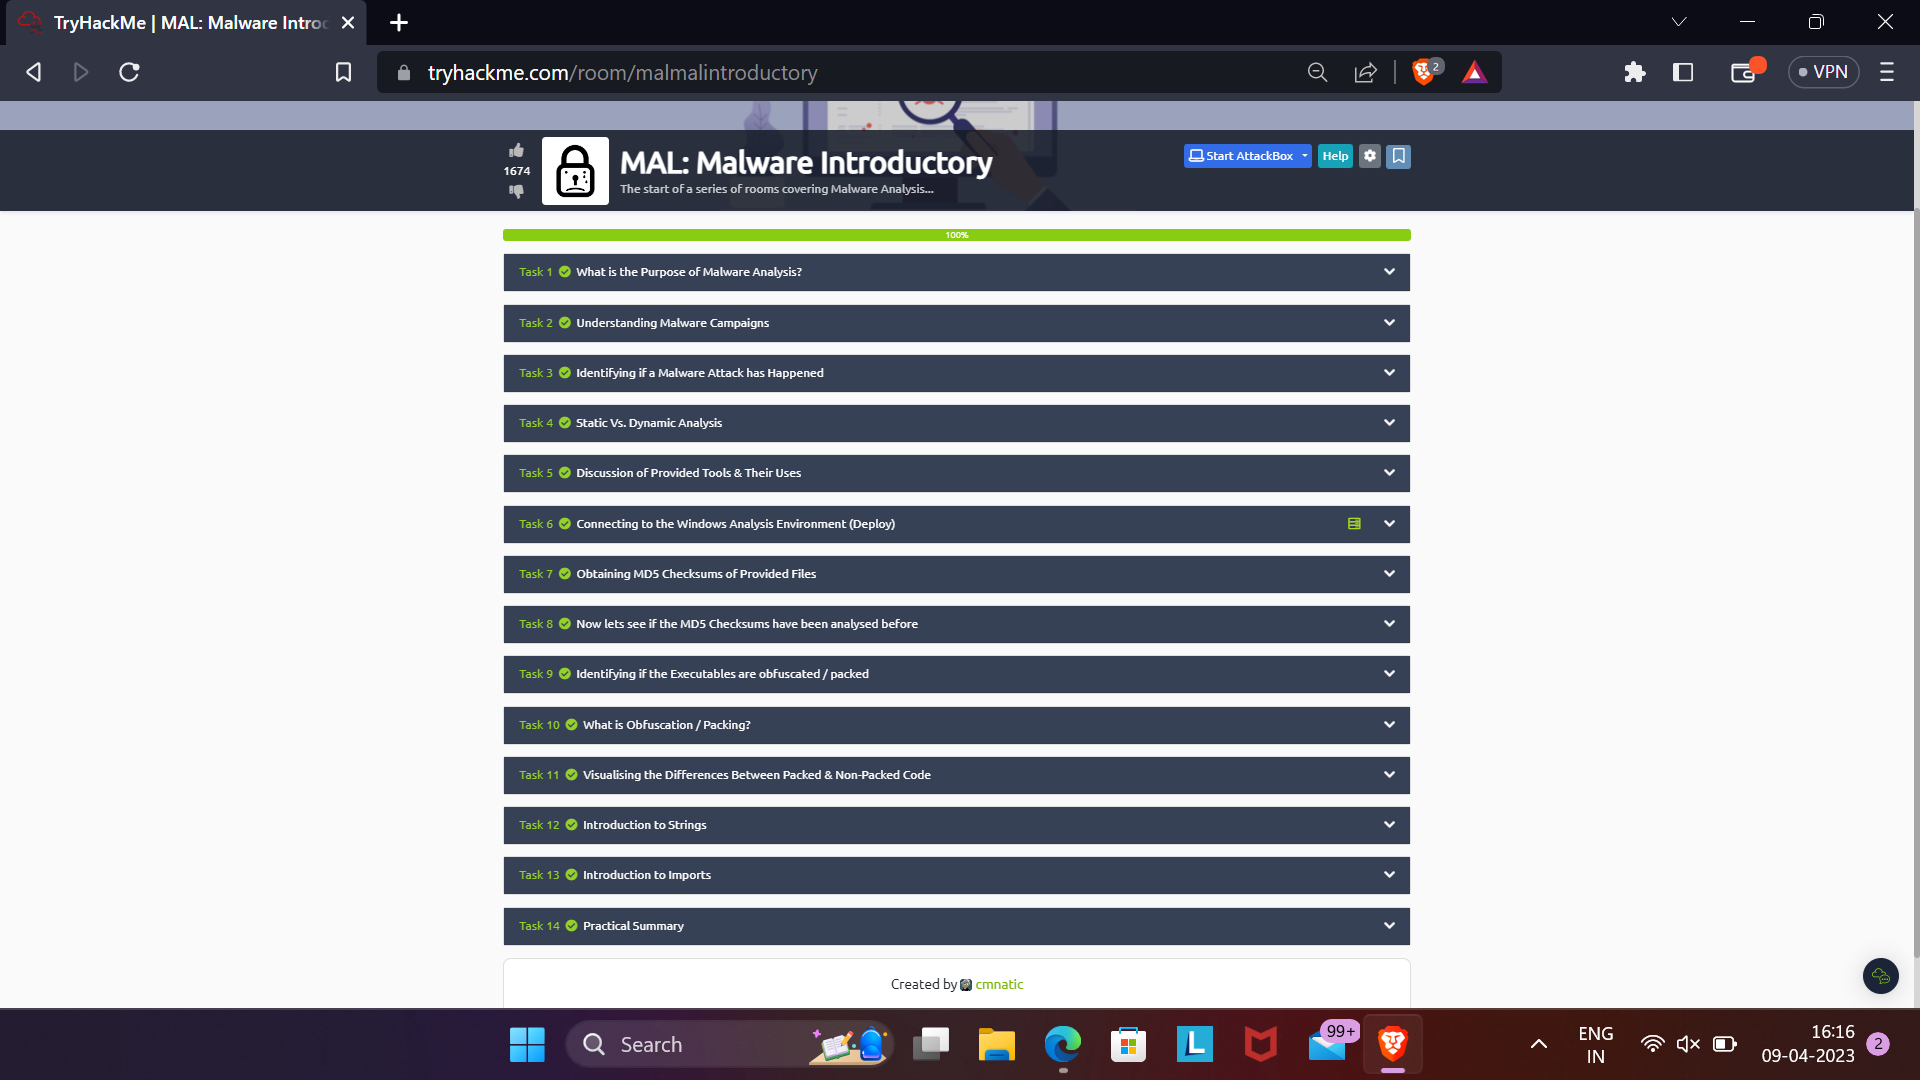 TryHackMe | MAL: Malware Introd
tryhackme.com/room/malmalintroductory
2
VPN
1674
MAL: Malware Introductory
The start of a series of rooms covering Malware Analysis...
Start AttackBox
Help
100%
Task 1 What is the Purpose of Malware Analysis?
Task 2 Understanding Malware Campaigns
Task 3 Identifying if a Malware Attack has Happened
Task 4 Static Vs. Dynamic Analysis
Task 5 Discussion of Provided Tools & Their Uses
Task 6 Connecting to the Windows Analysis Environment (Deploy)
Task 7 Obtaining MD5 Checksums of Provided Files
Task 8 Now lets see if the MD5 Checksums have been analysed before
Task 9 Identifying if the Executables are obfuscated / packed
Task 10 What is Obfuscation / Packing?
Task 11 Visualising the Differences Between Packed & Non-Packed Code
Task 12 Introduction to Strings
Task 13 Introduction to Imports
Task 14 Practical Summary
Created by cmnatic
Search
L
99+
ENG
IN
16:16
09-04-2023
2